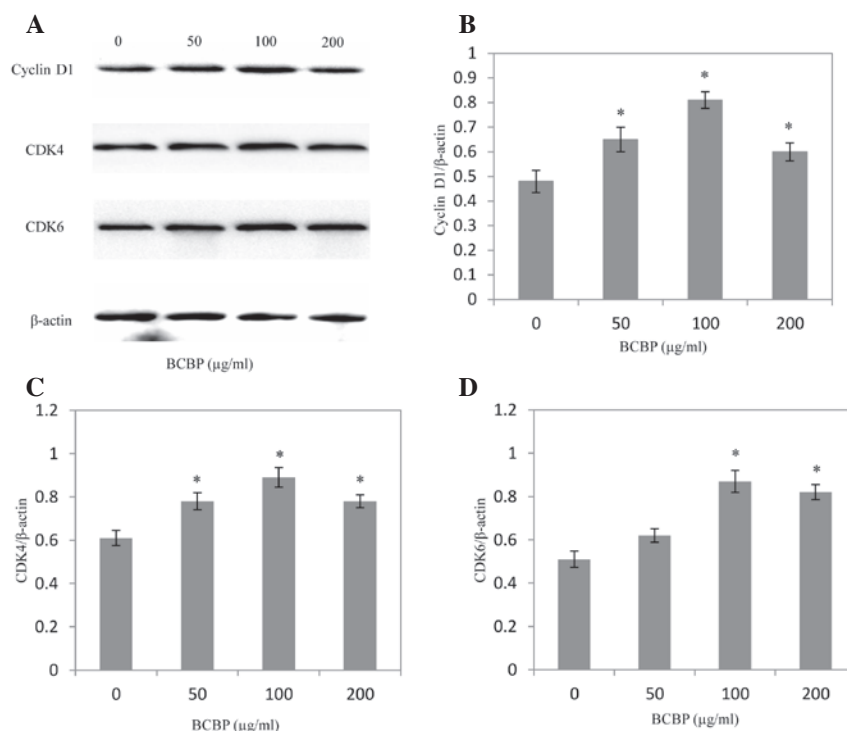 A
0 50 100 200
Cyclin D1
CDK4
CDK6
β-actin
BCBP (µg/ml)
B
1
0.9
0.8
0.7
0.6
0.5
0.4
0.3
0.2
0.1
0
Cyclin D1/β-actin
* * *
0 50 100 200
BCBP (µg/ml)
C
1.2
1
0.8
0.6
0.4
0.2
0
CDK4/β-actin
* * *
0 50 100 200
BCBP (µg/ml)
D
1.2
1
0.8
0.6
0.4
0.2
0
CDK6/β-actin
* *
0 50 100 200
BCBP (µg/ml)